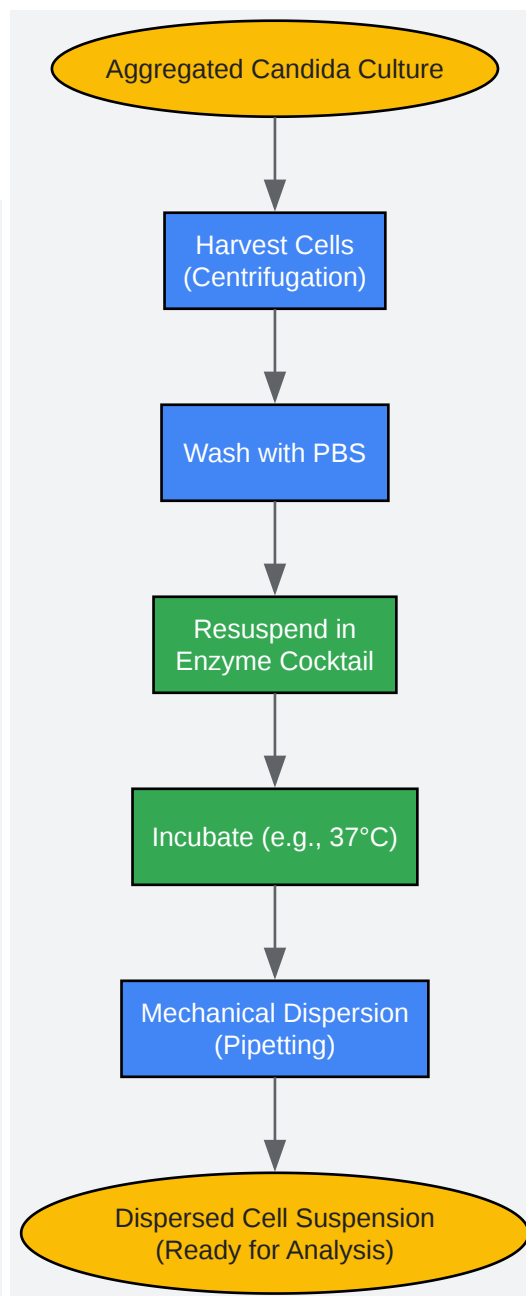 Aggregated Candida Culture
Harvest Cells
(Centrifugation)
Wash with PBS
Resuspend in
Enzyme Cocktail
Incubate (e.g., 37°C)
Mechanical Dispersion
(Pipetting)
Dispersed Cell Suspension
(Ready for Analysis)